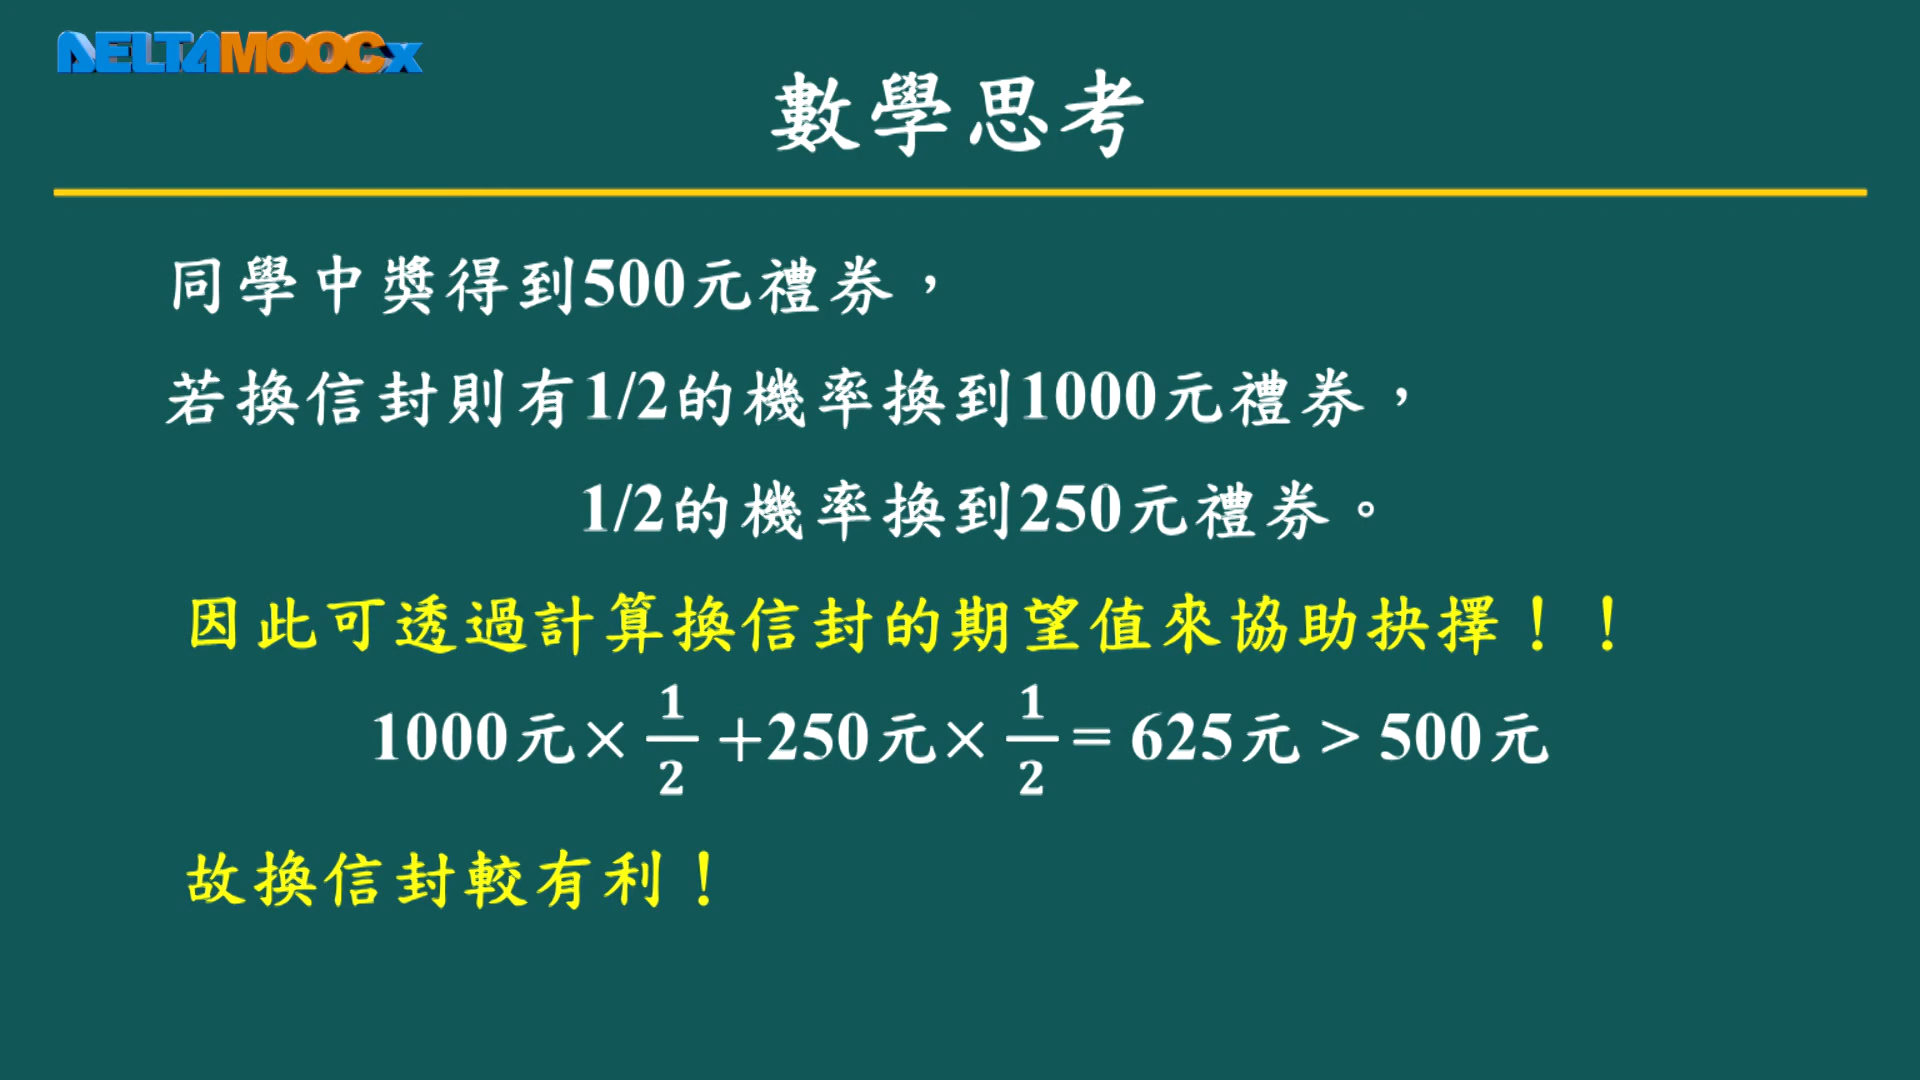 DELTAMOOCx
數學思考
同學中獎得到500元禮券，
若換信封則有1/2的機率換到1000元禮券，
1/2的機率換到250元禮券。
因此可透過計算換信封的期望值來協助抉擇！！
1000元×1/2+250元×1/2=625元>500元
故換信封較有利！